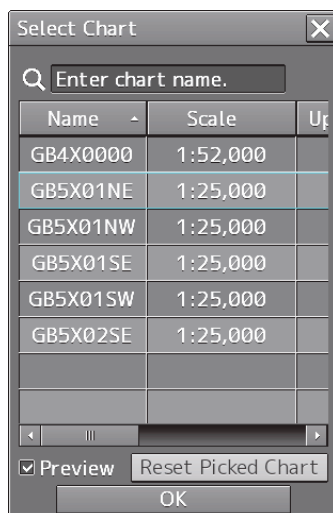 Select Chart
Enter chart name.
Name Scale Up
GB4X0000 1:52,000
GB5X01NE 1:25,000
GB5X01NW 1:25,000
GB5X01SE 1:25,000
GB5X01SW 1:25,000
GB5X02SE 1:25,000
Preview Reset Picked Chart
OK